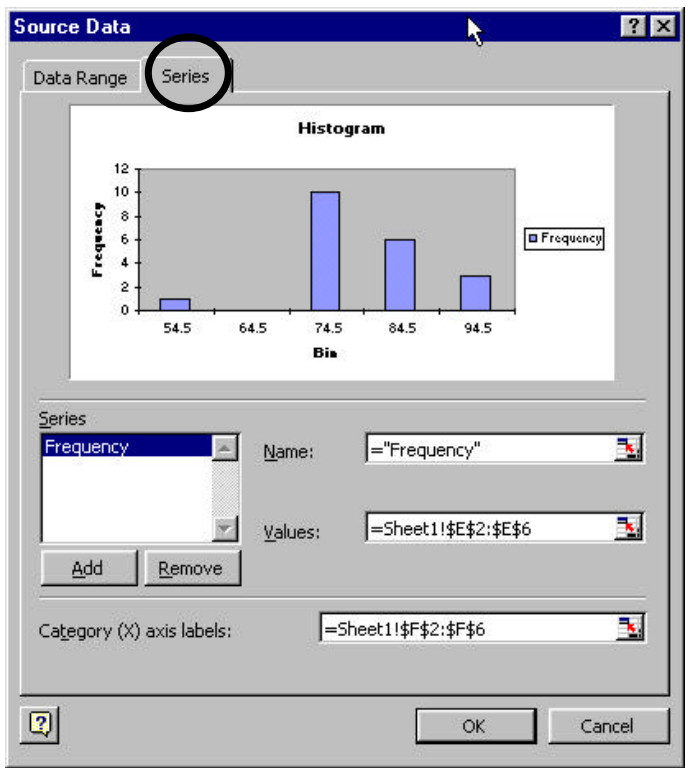 Source Data
Data Range Series
Histogram
12
10
8
6
4
2
0
Frequency
54.5 64.5 74.5 84.5 94.5
Bin
Frequency
Series
Frequency
Name: ="Frequency"
Values: =Sheet1!$E$2:$E$6
Add Remove
Category (X) axis labels: =Sheet1!$F$2:$F$6
OK Cancel